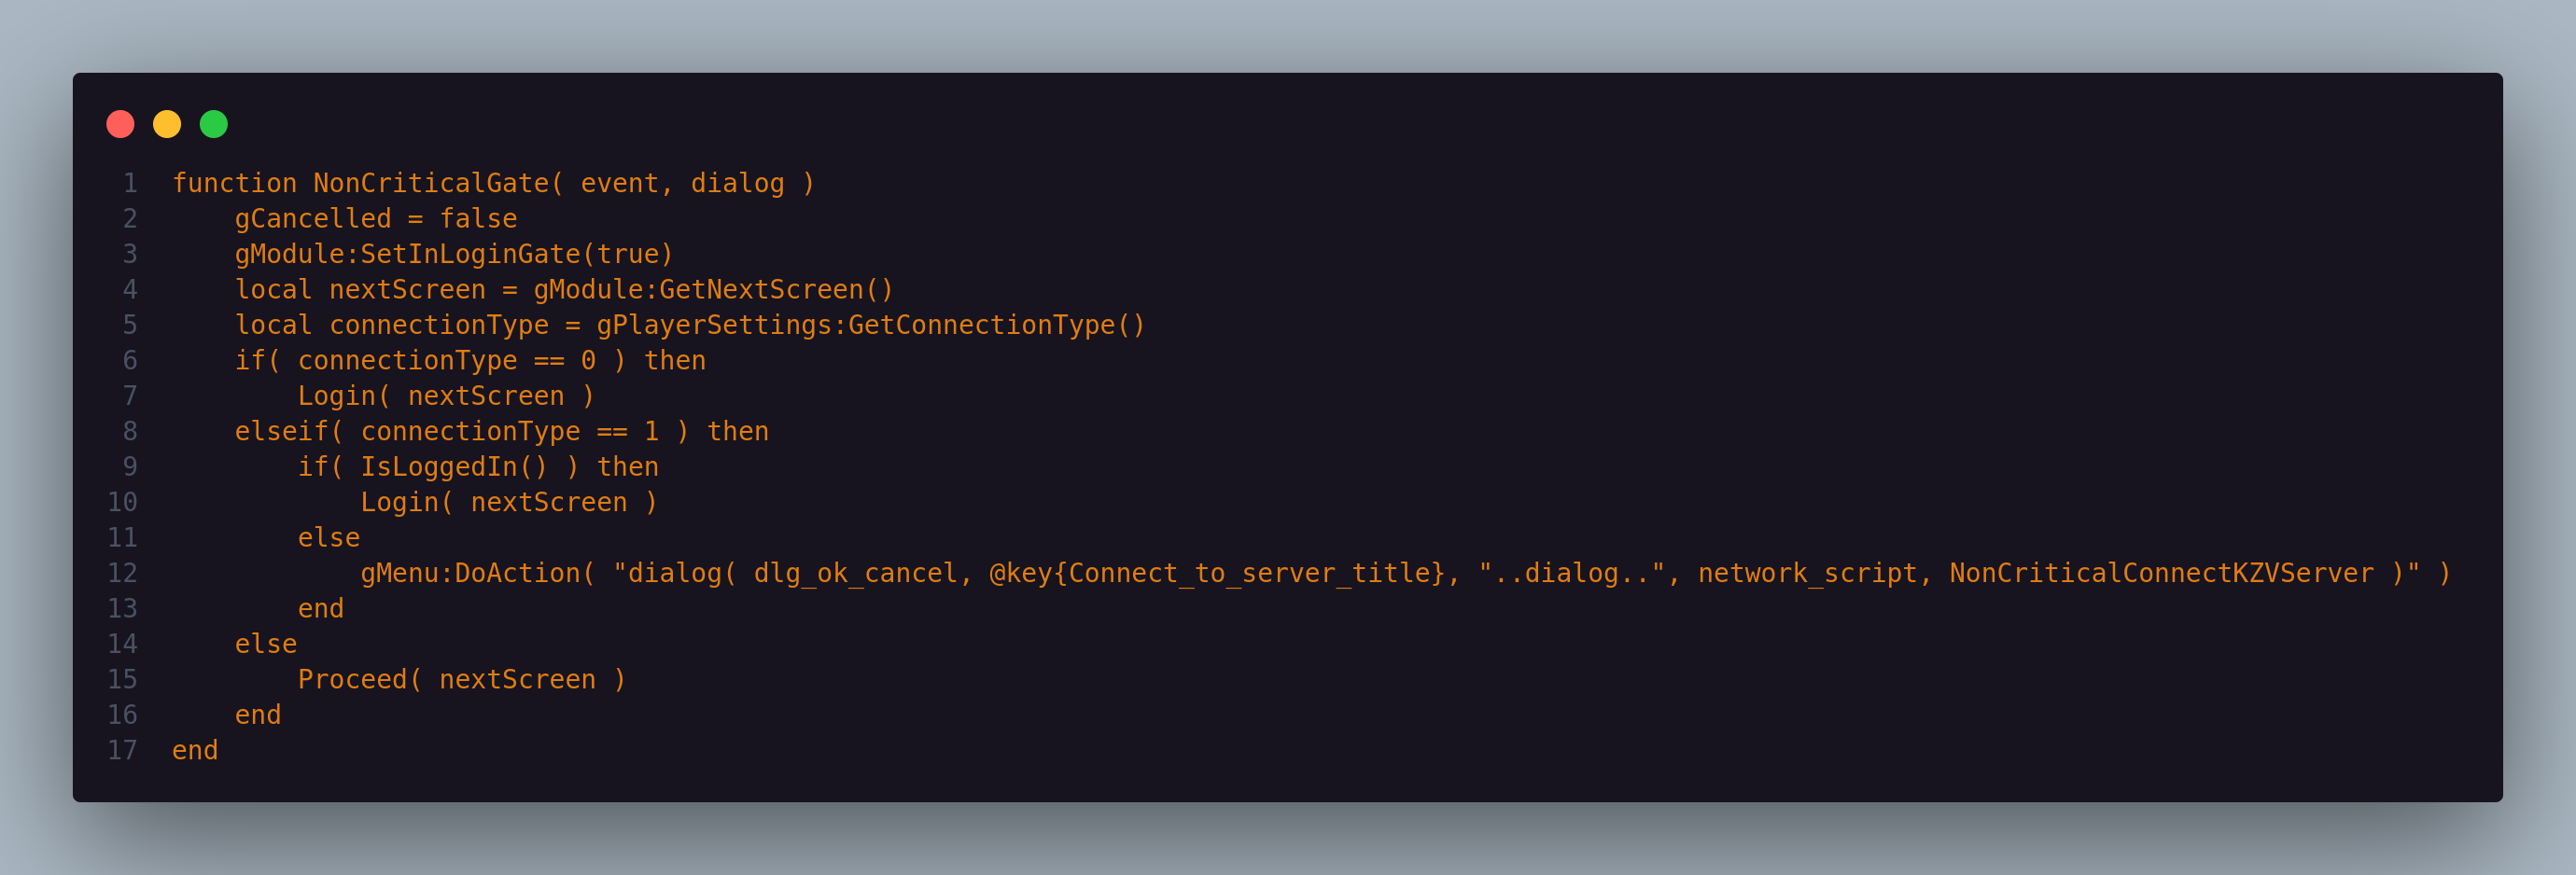 1 function NonCriticalGate( event, dialog )
2     gCancelled = false
3     gModule:SetInLoginGate(true)
4     local nextScreen = gModule:GetNextScreen()
5     local connectionType = gPlayerSettings:GetConnectionType()
6     if( connectionType == 0 ) then
7         Login( nextScreen )
8     elseif( connectionType == 1 ) then
9         if( IsLoggedIn() ) then
10             Login( nextScreen )
11         else
12             gMenu:DoAction( "dialog( dlg_ok_cancel, @key{Connect_to_server_title}, "..dialog..", network_script, NonCriticalConnectKZVServer )" )
13         end
14     else
15         Proceed( nextScreen )
16     end
17 end